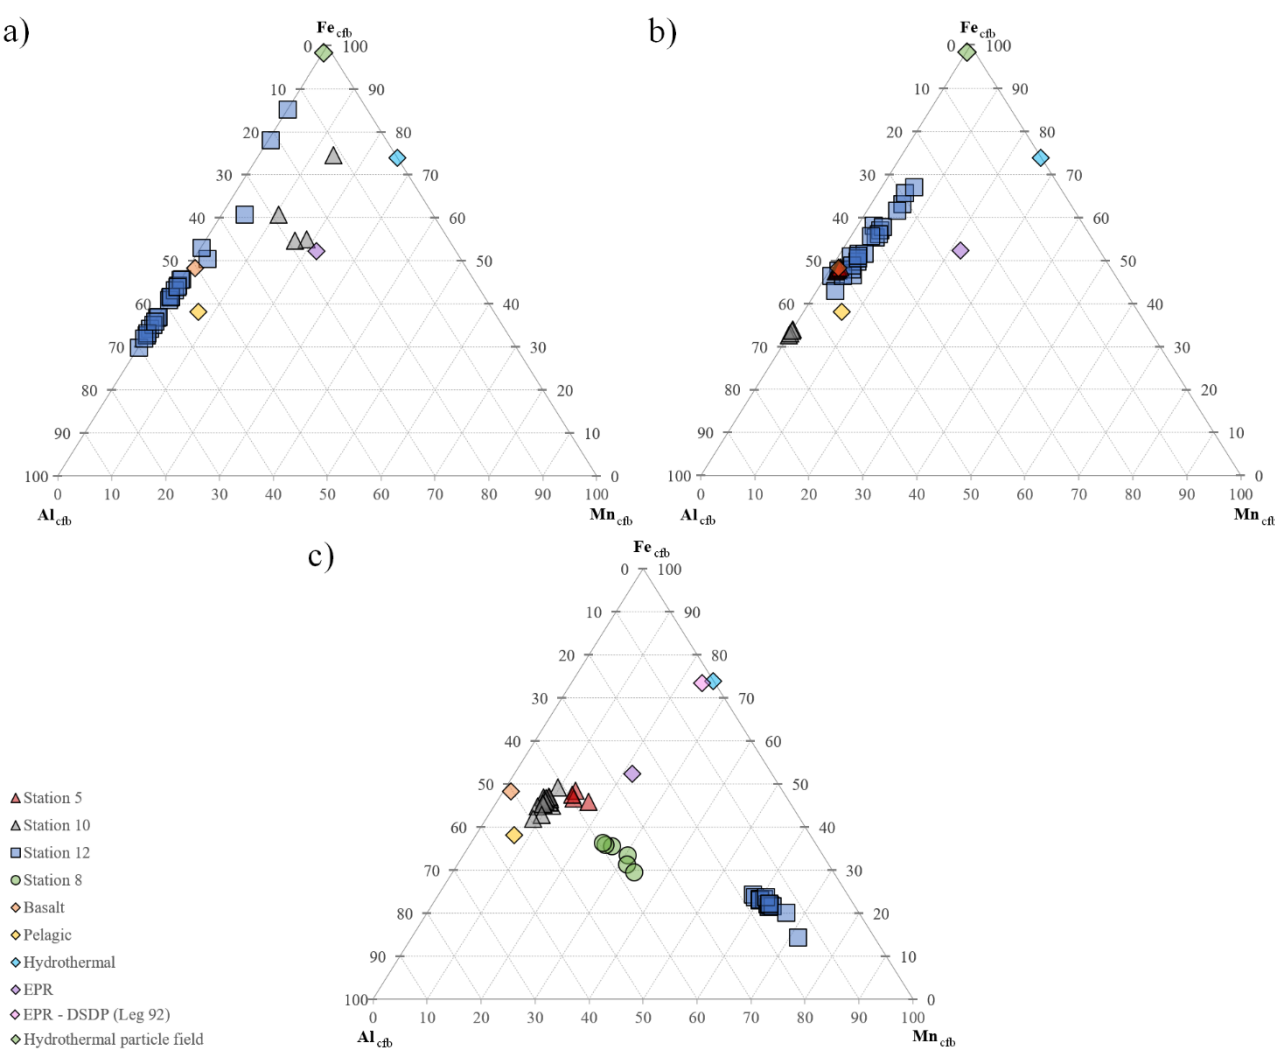 a)
Fe cfb
0 100
10 90
20 80
30 70
40 60
50 50
60 40
70 30
80 20
90 10
100 0
0 10 20 30 40 50 60 70 80 90 100
Al cfb Mn cfb
b)
Fe cfb
0 100
10 90
20 80
30 70
40 60
50 50
60 40
70 30
80 20
90 10
100 0
0 10 20 30 40 50 60 70 80 90 100
Al cfb Mn cfb
c)
Fe cfb
0 100
10 90
20 80
30 70
40 60
50 50
60 40
70 30
80 20
90 10
100 0
0 10 20 30 40 50 60 70 80 90 100
Al cfb Mn cfb
Station 5
Station 10
Station 12
Station 8
Basalt
Pelagic
Hydrothermal
EPR
EPR - DSDP (Leg 92)
Hydrothermal particle field